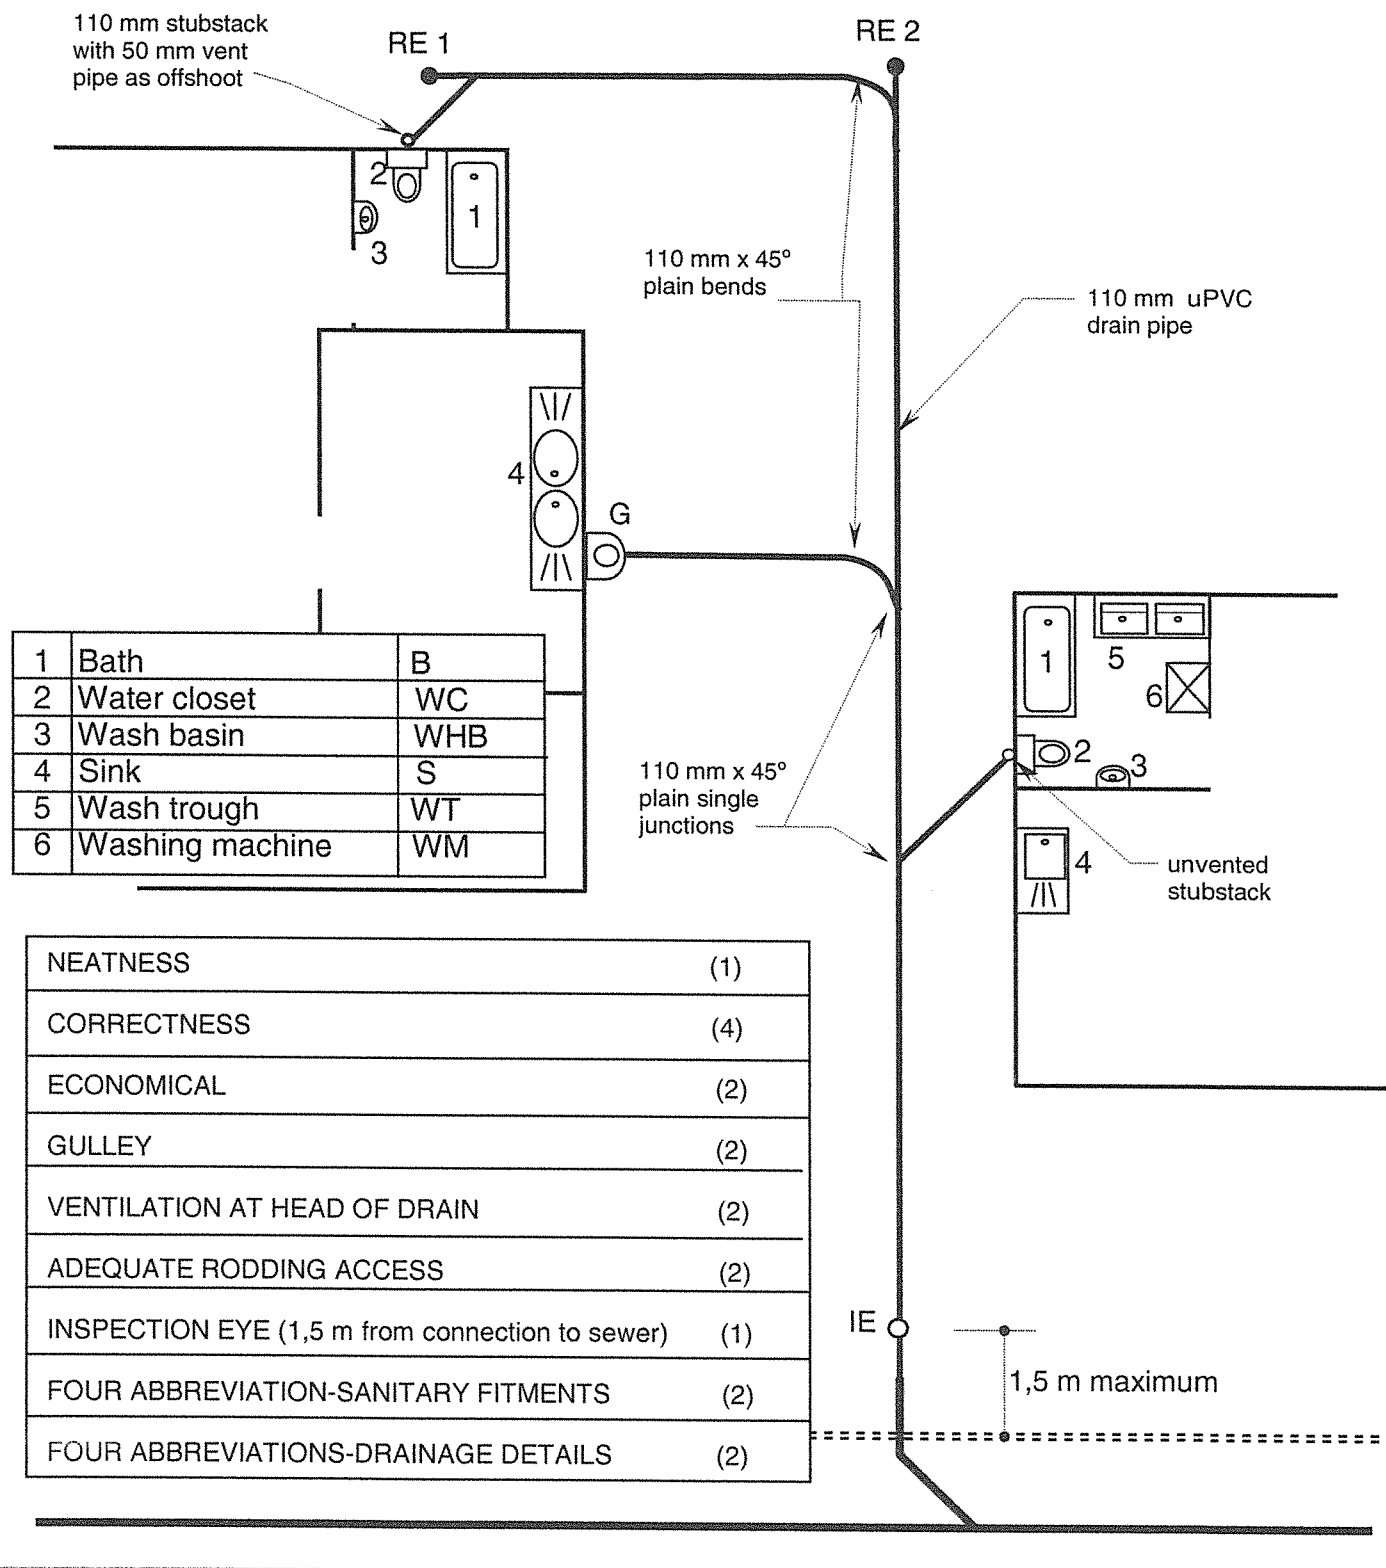 110 mm stubstack
with 50 mm vent
pipe as offshoot
RE 1
RE 2
2
1
3
110 mm x 45º
plain bends
110 mm uPVC
drain pipe
4
G
1 Bath B
2 Water closet WC
3 Wash basin WHB
4 Sink S
5 Wash trough WT
6 Washing machine WM
1
5
6
2
3
4
110 mm x 45º
plain single
junctions
unvented
stubstack
NEATNESS (1)
CORRECTNESS (4)
ECONOMICAL (2)
GULLEY (2)
VENTILATION AT HEAD OF DRAIN (2)
ADEQUATE RODDING ACCESS (2)
INSPECTION EYE (1,5 m from connection to sewer) (1)
FOUR ABBREVIATION-SANITARY FITMENTS (2)
FOUR ABBREVIATIONS-DRAINAGE DETAILS (2)
IE
1,5 m maximum